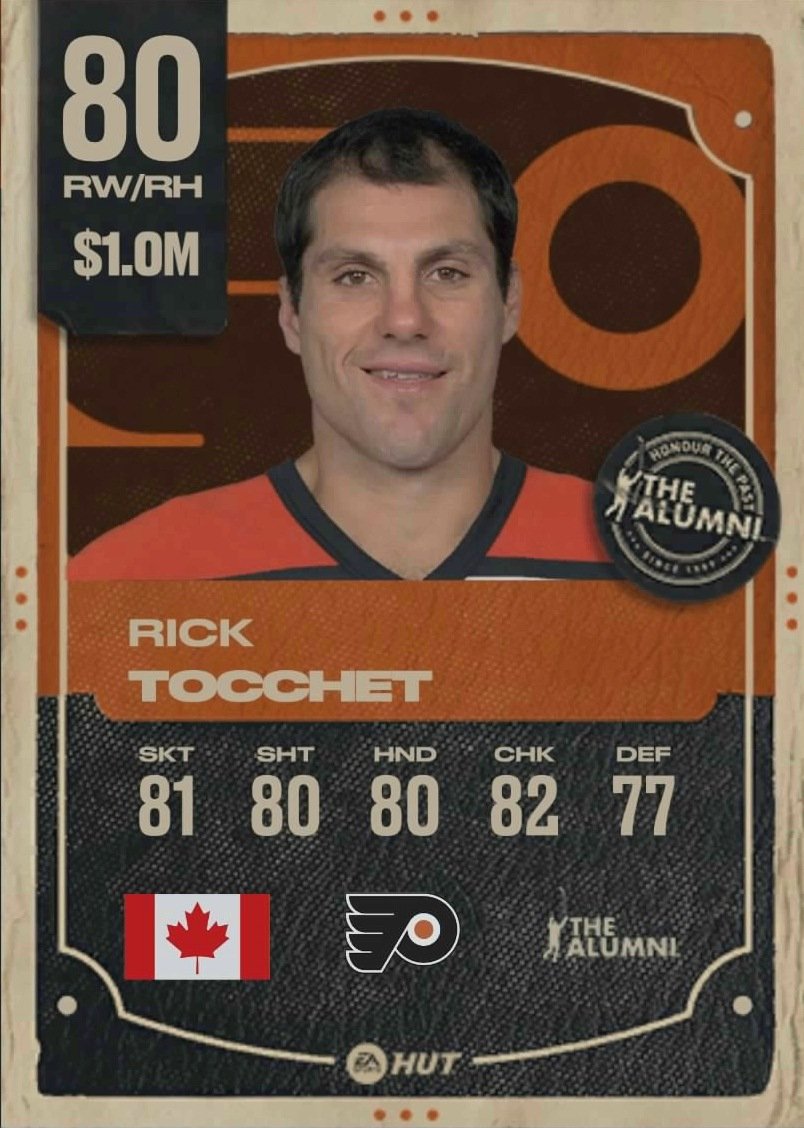 80
RW/RH
$1.0M
HONOUR THE PAST
THE
ALUMNI
RICK
TOCCHET
SKT SHT HND CHK DEF
81 80 80 82 77
THE
ALUMNI
EA
HUT